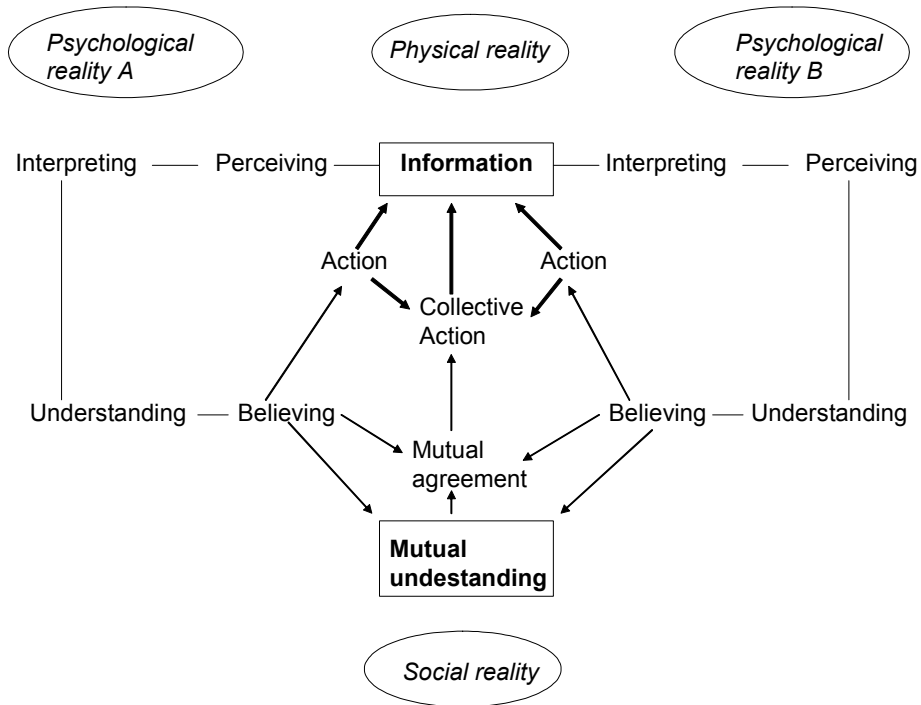 Psychological
reality A
Physical reality
Psychological
reality B
Interpreting
Perceiving
Information
Interpreting
Perceiving
Action
Action
Collective
Action
Understanding
Believing
Believing
Understanding
Mutual
agreement
Mutual
undestanding
Social reality